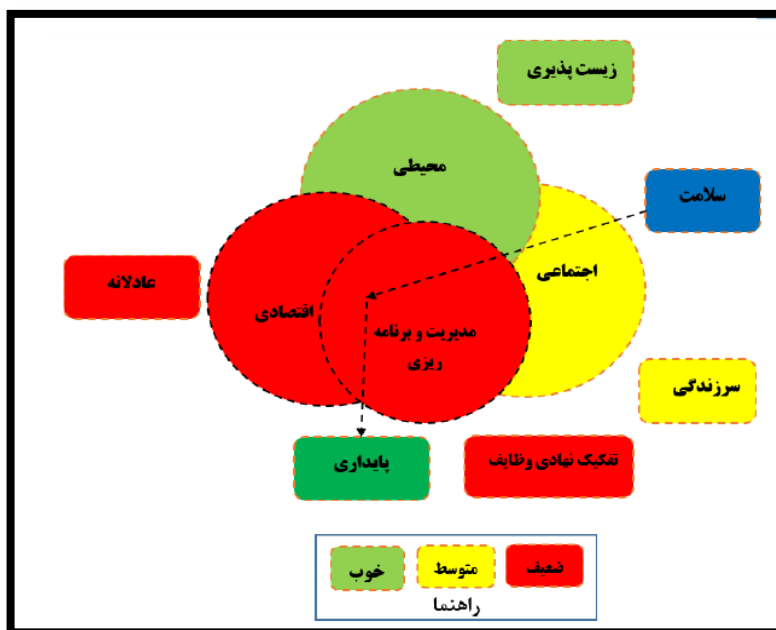 زیست پذیری
محیطی
سلامت
اجتماعی
عادلانه
اقتصادی
مدیریت و برنامه
ریزی
سرزندگی
پایداری
تفکیک نهادی وظایف
ضعیف
متوسط
خوب
راهنما